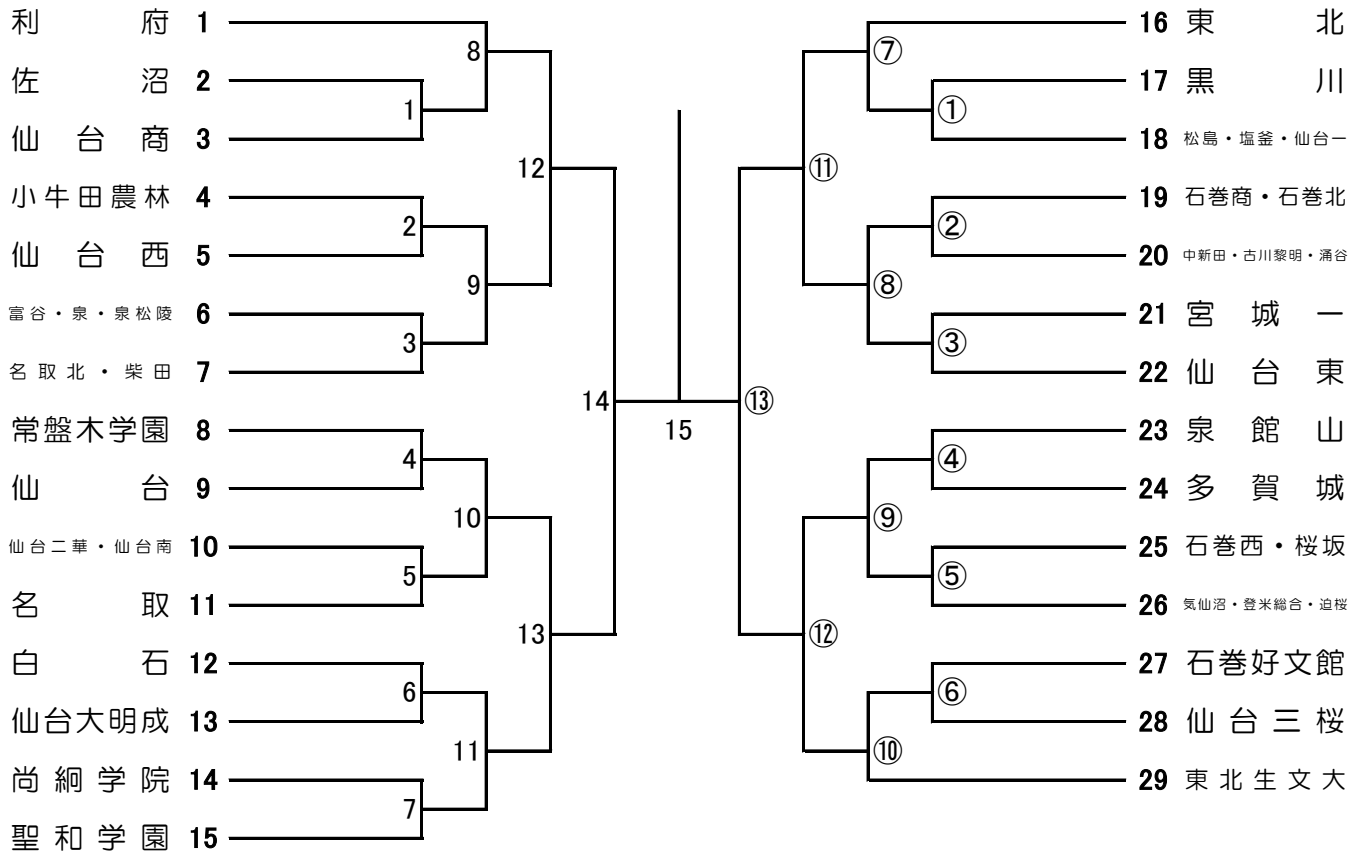 利府 1
佐沼 2
仙台商 3
小牛田農林 4
仙台西 5
富谷・泉・泉松陵 6
名取北・柴田 7
常盤木学園 8
仙台 9
仙台二華・仙台南 10
名取 11
白石 12
仙台大明成 13
尚絅学院 14
聖和学園 15
8
1
12
2
9
3
14
4
10
5
13
6
11
7
15
⑦
①
⑪
②
⑧
③
⑬
④
⑨
⑤
⑫
⑥
⑩
16 東北
17 黒川
18 松島・塩釜・仙台一
19 石巻商・石巻北
20 中新田・古川黎明・涌谷
21 宮城一
22 仙台東
23 泉館山
24 多賀城
25 石巻西・桜坂
26 気仙沼・登米総合・迫桜
27 石巻好文館
28 仙台三桜
29 東北生文大